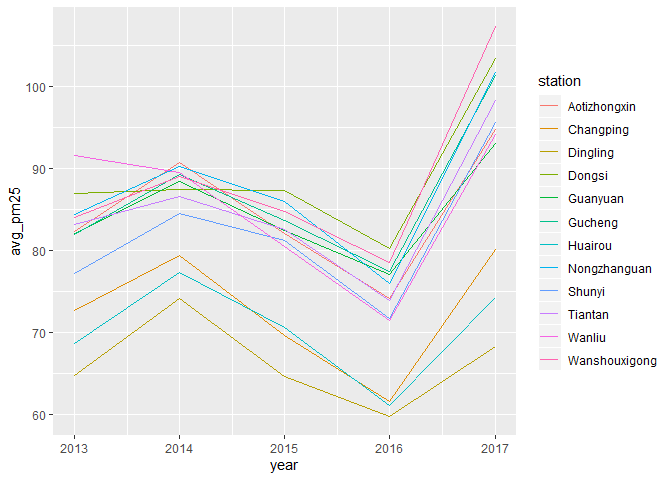 avg_pm25
100
90
80
70
60
2013
2014
2015
2016
2017
year
station
Aotizhongxin
Changping
Dingling
Dongsi
Guanyuan
Gucheng
Huairou
Nongzhanguan
Shunyi
Tiantan
Wanliu
Wanshouxigong